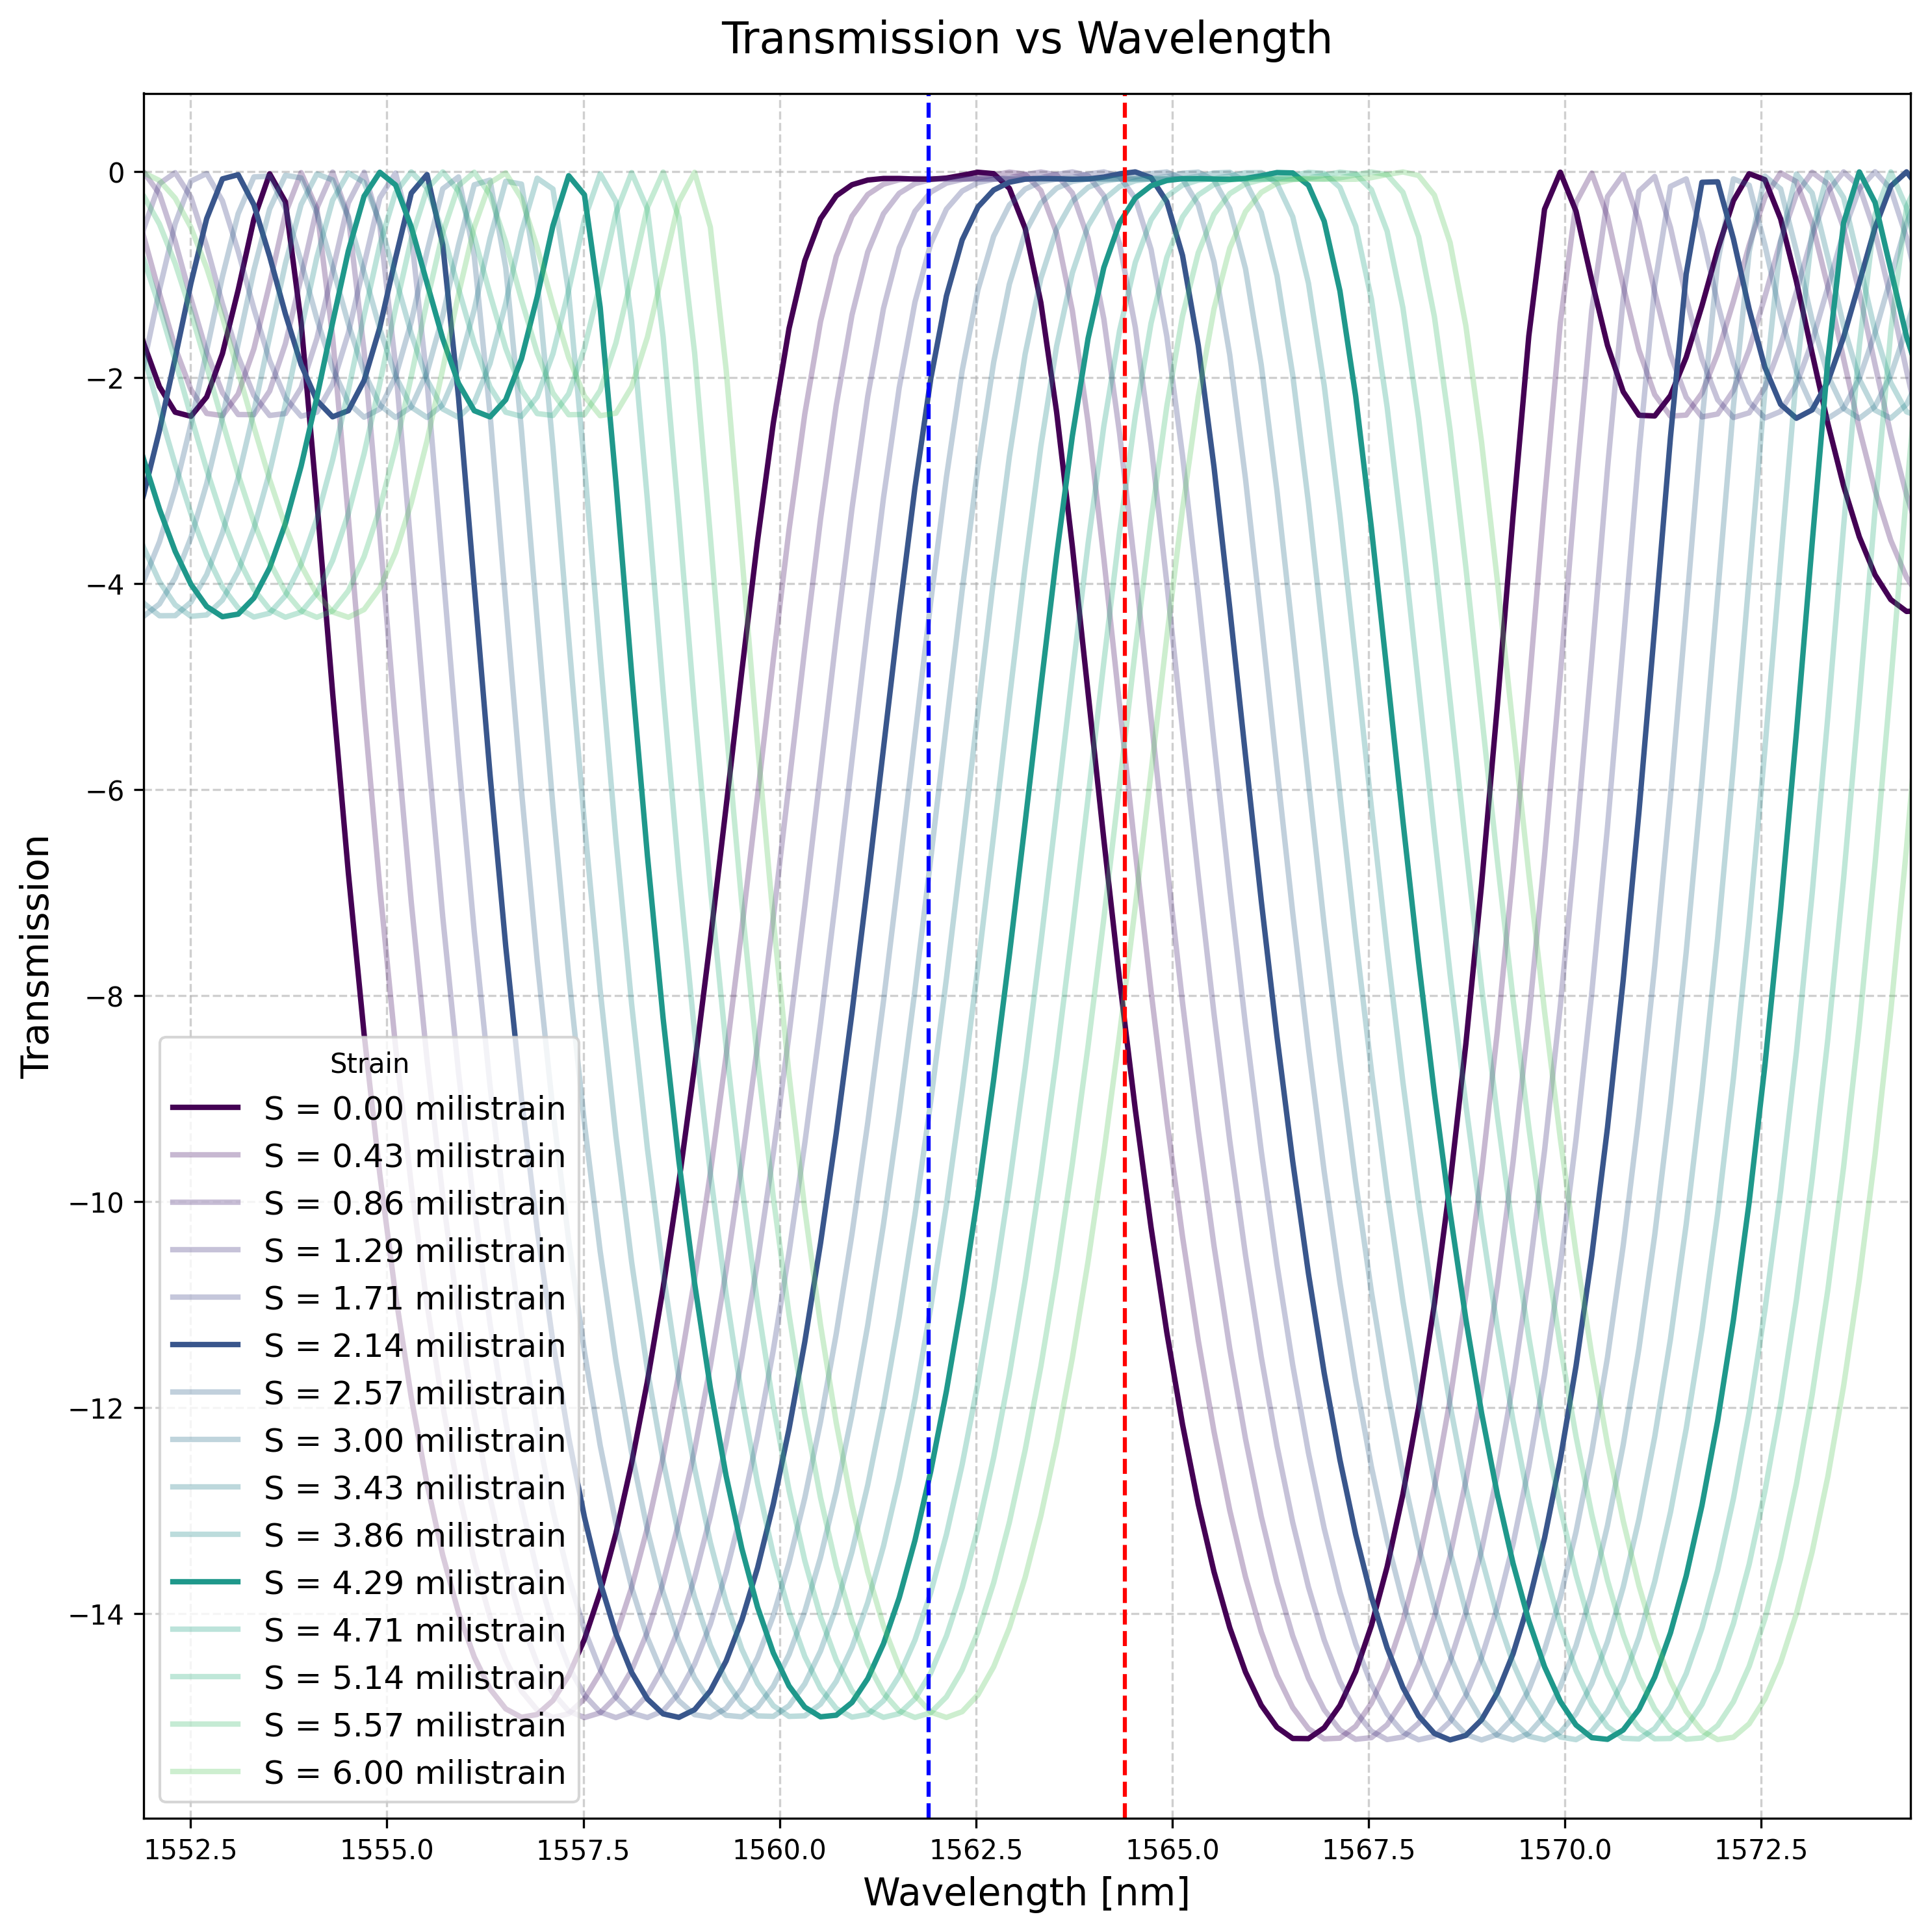 Transmission vs Wavelength
Transmission
0
−2
−4
−6
−8
−10
−12
−14
Strain
S = 0.00 milistrain
S = 0.43 milistrain
S = 0.86 milistrain
S = 1.29 milistrain
S = 1.71 milistrain
S = 2.14 milistrain
S = 2.57 milistrain
S = 3.00 milistrain
S = 3.43 milistrain
S = 3.86 milistrain
S = 4.29 milistrain
S = 4.71 milistrain
S = 5.14 milistrain
S = 5.57 milistrain
S = 6.00 milistrain
1552.5 1555.0 1557.5 1560.0 1562.5 1565.0 1567.5 1570.0 1572.5
Wavelength [nm]